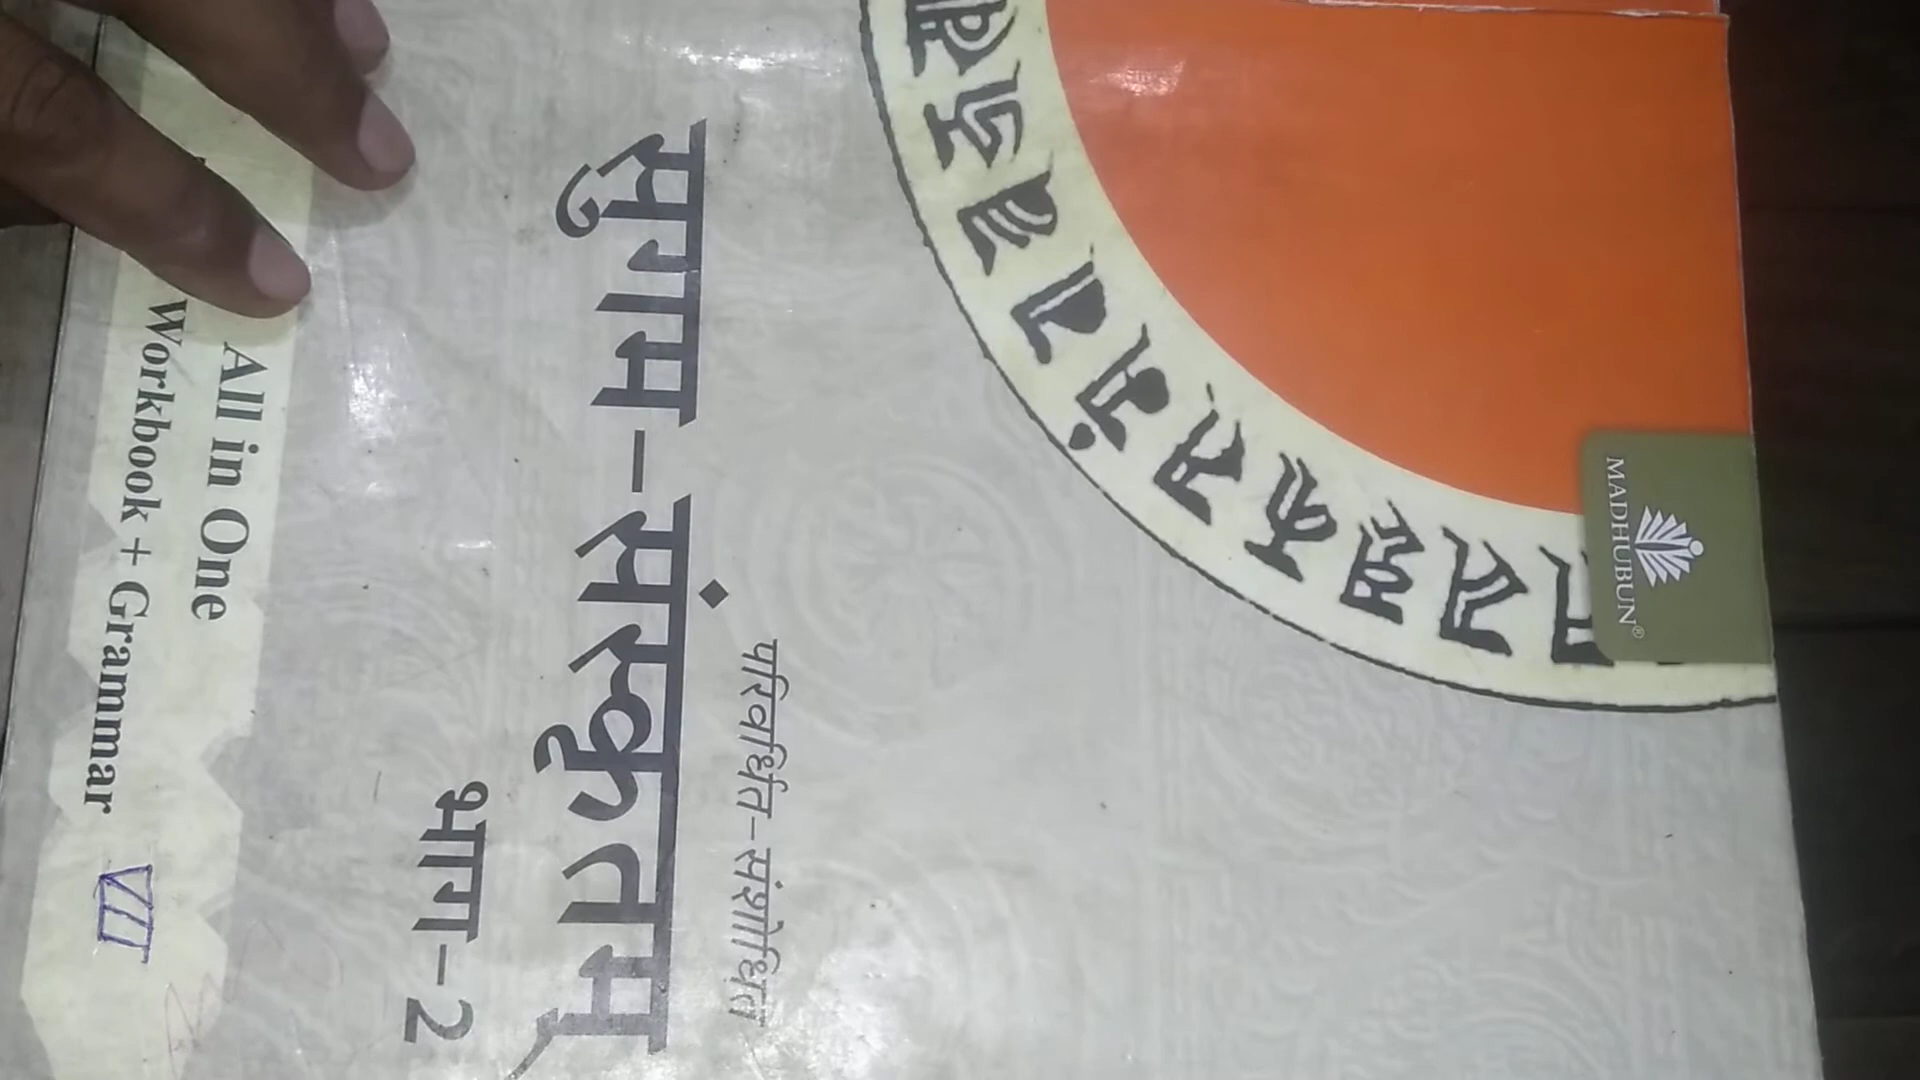 MADHUBUN®
परिवर्धित-संशोधित
सुगम-संस्कृतम्
भाग-2
All in One
Workbook + Grammar VII